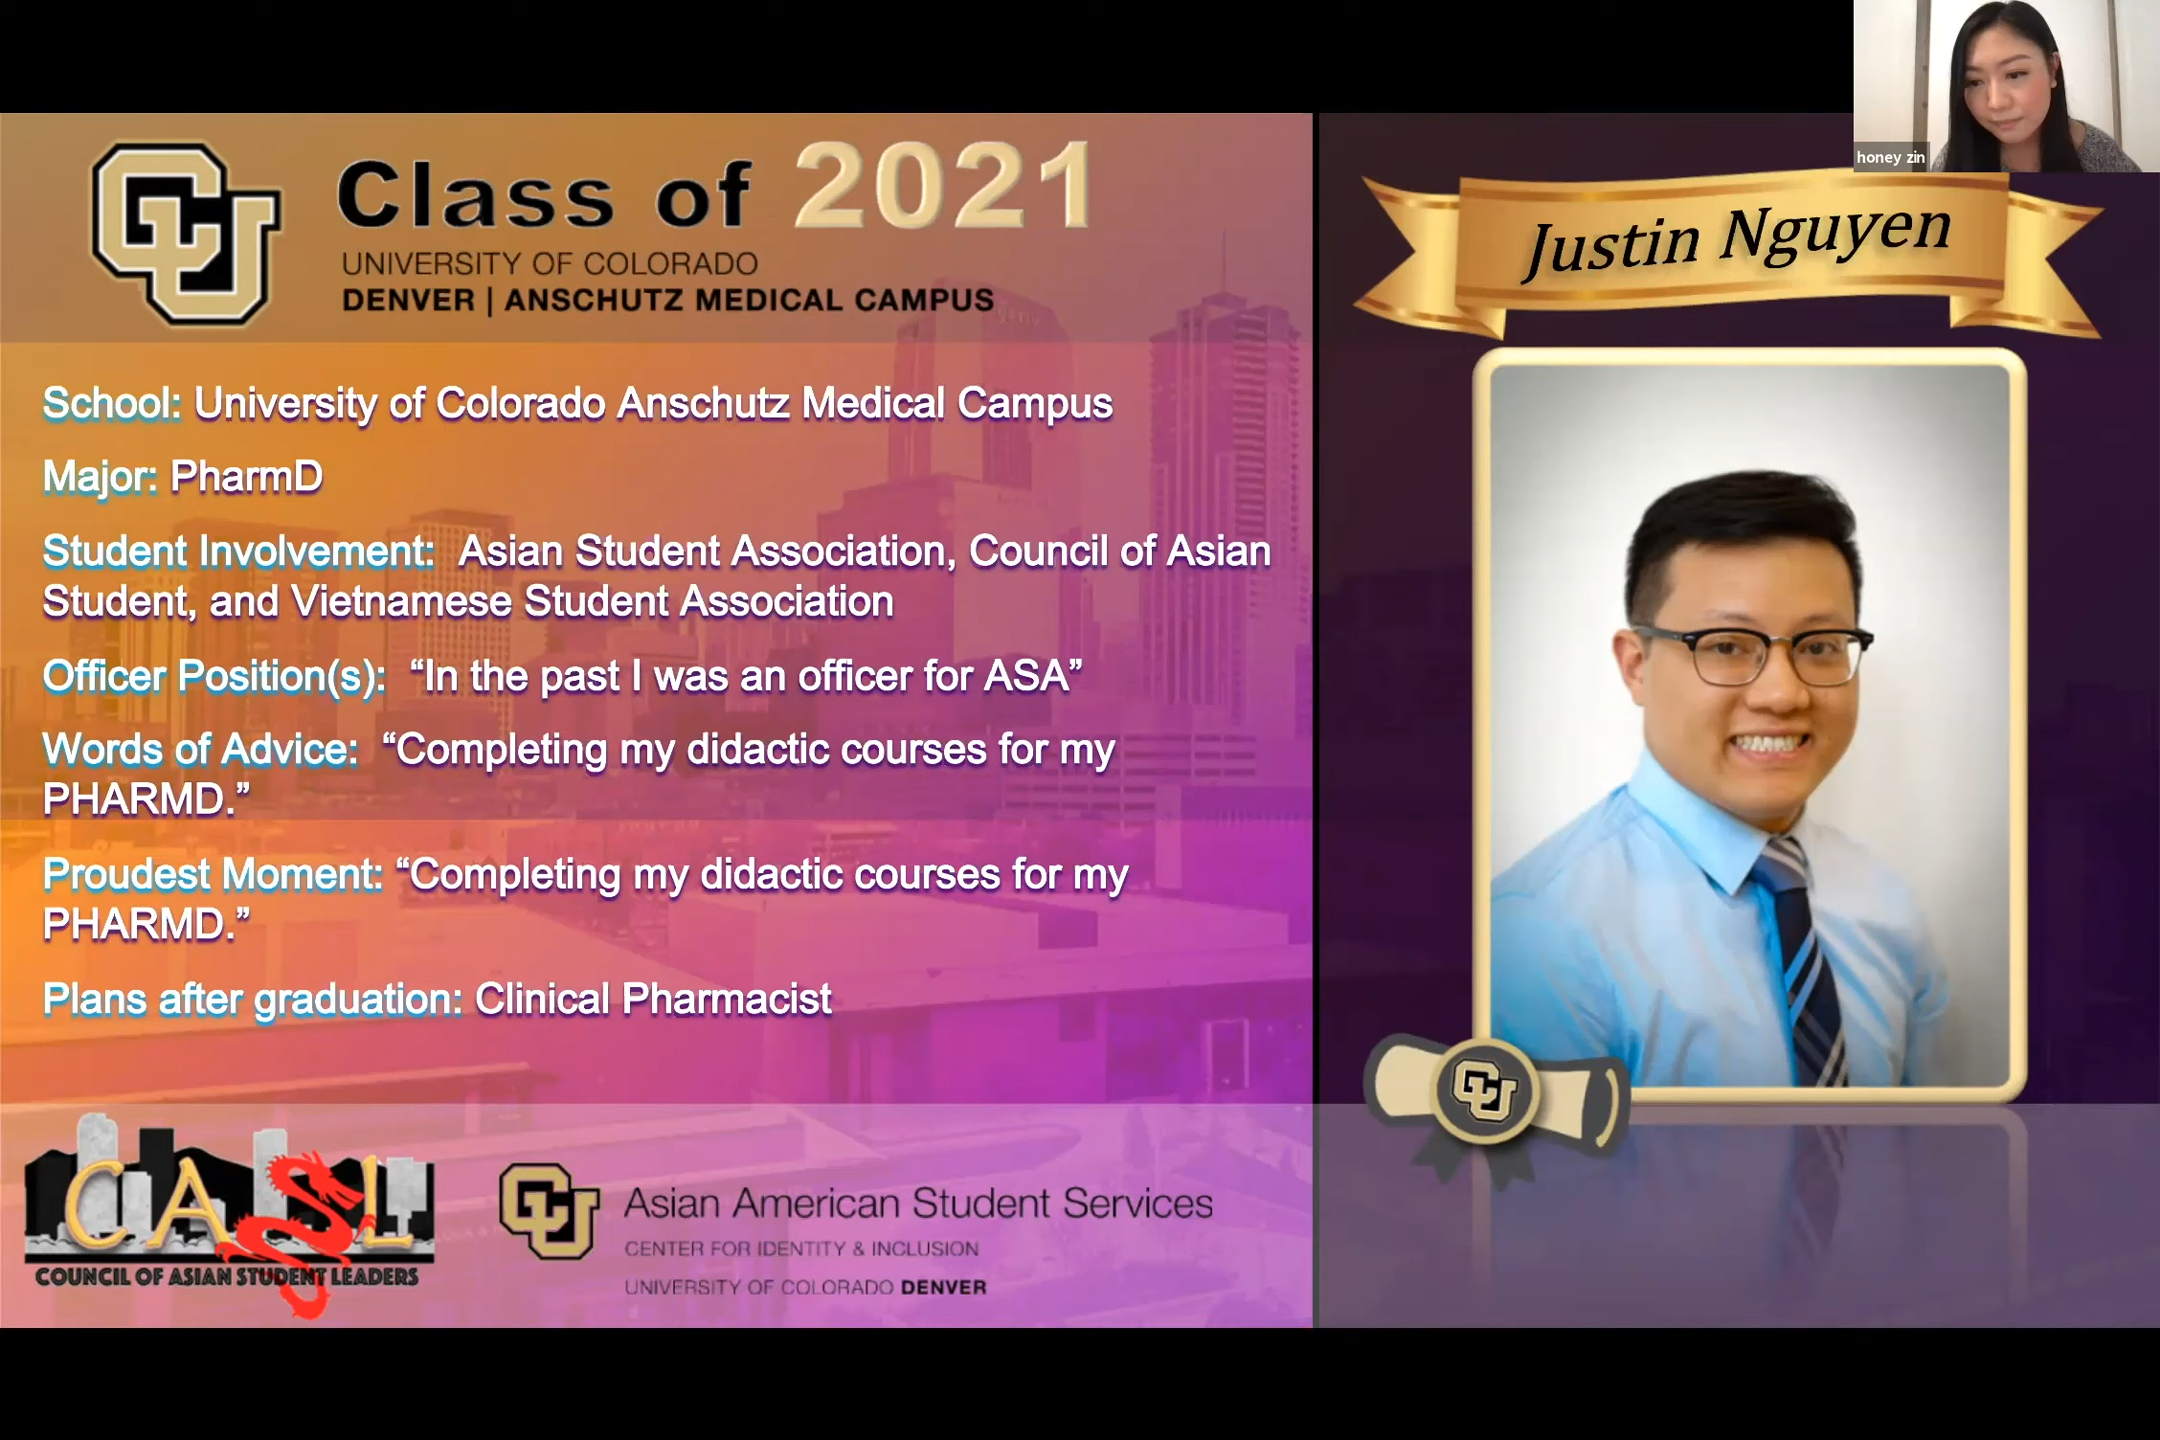 honey zin
CU
Class of 2021
UNIVERSITY OF COLORADO
DENVER | ANSCHUTZ MEDICAL CAMPUS
Justin Nguyen
School: University of Colorado Anschutz Medical Campus
Major: PharmD
Student Involvement: Asian Student Association, Council of Asian
Student, and Vietnamese Student Association
Officer Position(s): “In the past I was an officer for ASA”
Words of Advice: “Completing my didactic courses for my
PHARMD.”
Proudest Moment: “Completing my didactic courses for my
PHARMD.”
Plans after graduation: Clinical Pharmacist
CU
CASL
COUNCIL OF ASIAN STUDENT LEADERS
CU
Asian American Student Services
CENTER FOR IDENTITY & INCLUSION
UNIVERSITY OF COLORADO DENVER